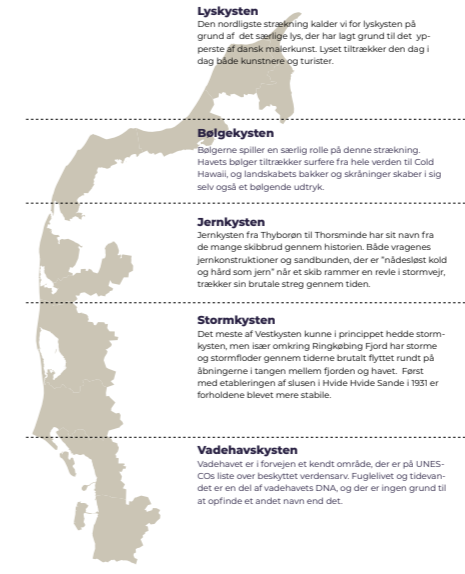 Lyskysten
Den nordligste strækning kalder vi for lyskysten på
grund af  det særlige lys, der har lagt grund til det  yp-
perste af dansk malerkunst. Lyset tiltrækker den dag i
dag både kunstnere og turister.
Bølgekysten
Bølgerne spiller en særlig rolle på denne strækning.
Havets bølger tiltrækker surfere fra hele verden til Cold
Hawaii, og landskabets bakker og skråninger skaber i sig
selv også et bølgende udtryk.
Jernkysten
Jernkysten fra Thyborøn til Thorsminde har sit navn fra
de mange skibbrud gennem historien. Både vragenes
jernkonstruktioner og sandbunden, der er "nådesløst kold
og hård som jern" når et skib rammer en revle i stormvejr,
trækker sin brutale streg gennem tiden.
Stormkysten
Det meste af Vestkysten kunne i princippet hedde storm-
kysten, men især omkring Ringkøbing Fjord har storme
og stormfloder gennem tiderne brutalt flyttet rundt på
åbningerne i tangen mellem fjorden og havet.  Først
med etableringen af slusen i Hvide Hvide Sande i 1931 er
forholdene blevet mere stabile.
Vadehavskysten
Vadehavet er i forvejen et kendt område, der er på UNES-
COs liste over beskyttet verdensarv. Fuglelivet og tidevan-
det er en del af vadehavets DNA, og der er ingen grund til
at opfinde et andet navn end det.